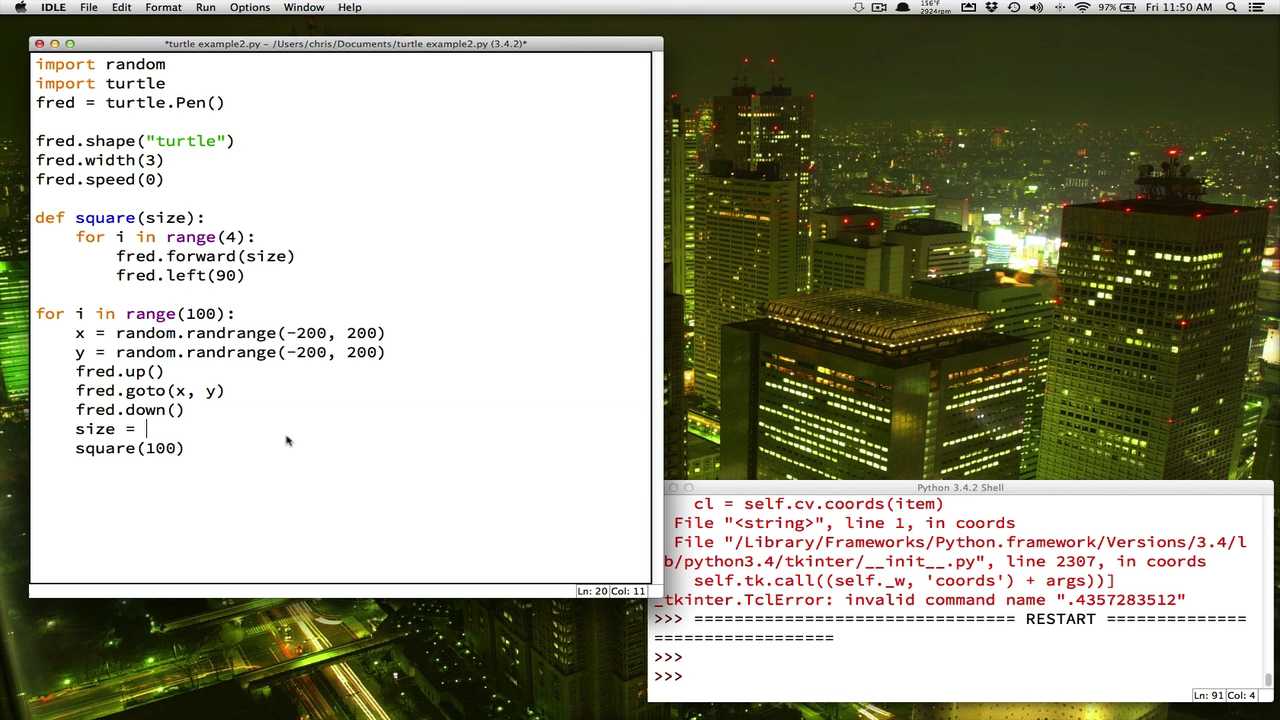 IDLE File Edit Format Run Options Window Help
156°F
2924rpm
97% Fri 11:50 AM
*turtle example2.py – /Users/chris/Documents/turtle example2.py (3.4.2)*
import random
import turtle
fred = turtle.Pen()
fred.shape("turtle")
fred.width(3)
fred.speed(0)
def square(size):
for i in range(4):
fred.forward(size)
fred.left(90)
for i in range(100):
x = random.randrange(-200, 200)
y = random.randrange(-200, 200)
fred.up()
fred.goto(x, y)
fred.down()
size =
square(100)
Ln: 20 Col: 11
Python 3.4.2 Shell
cl = self.cv.coords(item)
File "<string>", line 1, in coords
File "/Library/Frameworks/Python.framework/Versions/3.4/l
b/python3.4/tkinter/__init__.py", line 2307, in coords
self.tk.call((self._w, 'coords') + args))]
_tkinter.TclError: invalid command name ".4357283512"
>>> ================================ RESTART ==============
==================
>>>
>>>
Ln: 91 Col: 4